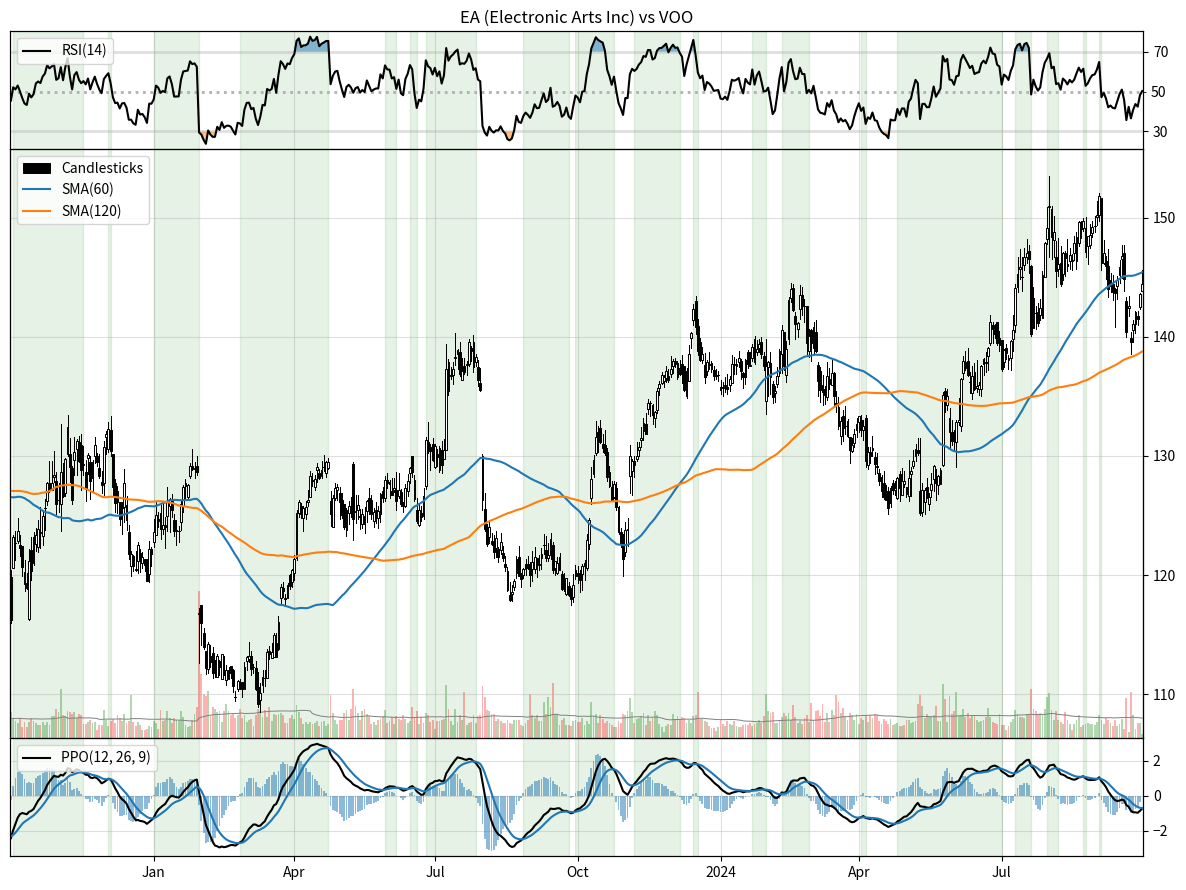 EA (Electronic Arts Inc) vs VOO
RSI(14)
70
50
30
Candlesticks
SMA(60)
SMA(120)
150
140
130
120
110
PPO(12, 26, 9)
2
0
−2
Jan
Apr
Jul
Oct
2024
Apr
Jul